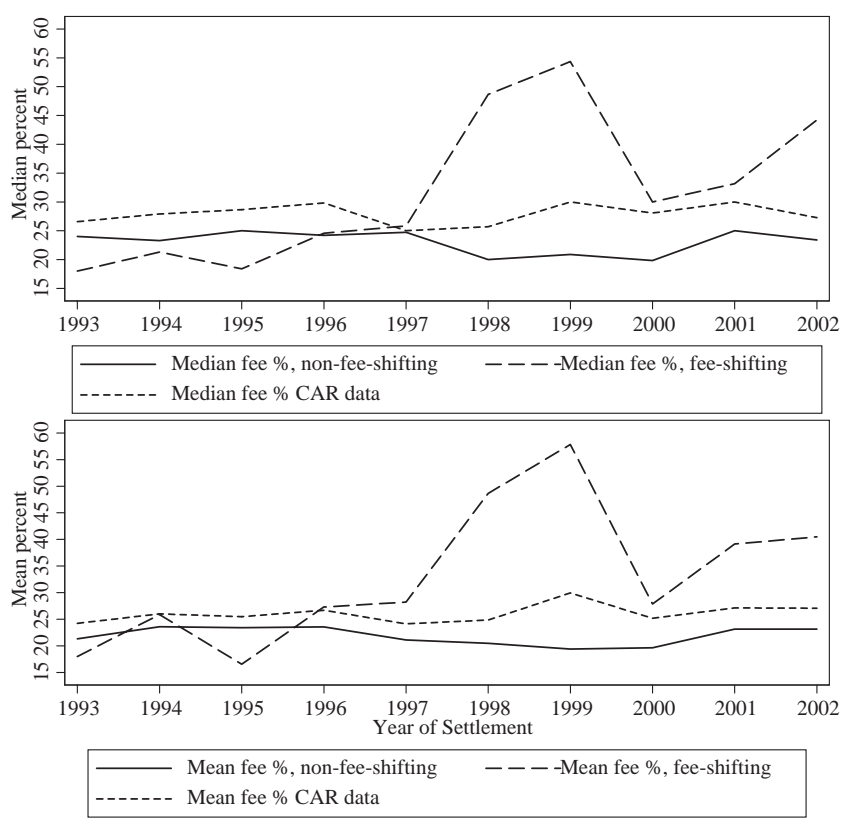 Median percent
15 20 25 30 35 40 45 50 55 60
1993 1994 1995 1996 1997 1998 1999 2000 2001 2002
Median fee %, non-fee-shifting
Median fee %, fee-shifting
Median fee % CAR data
Mean percent
15 20 25 30 35 40 45 50 55 60
1993 1994 1995 1996 1997 1998 1999 2000 2001 2002
Year of Settlement
Mean fee %, non-fee-shifting
Mean fee %, fee-shifting
Mean fee % CAR data